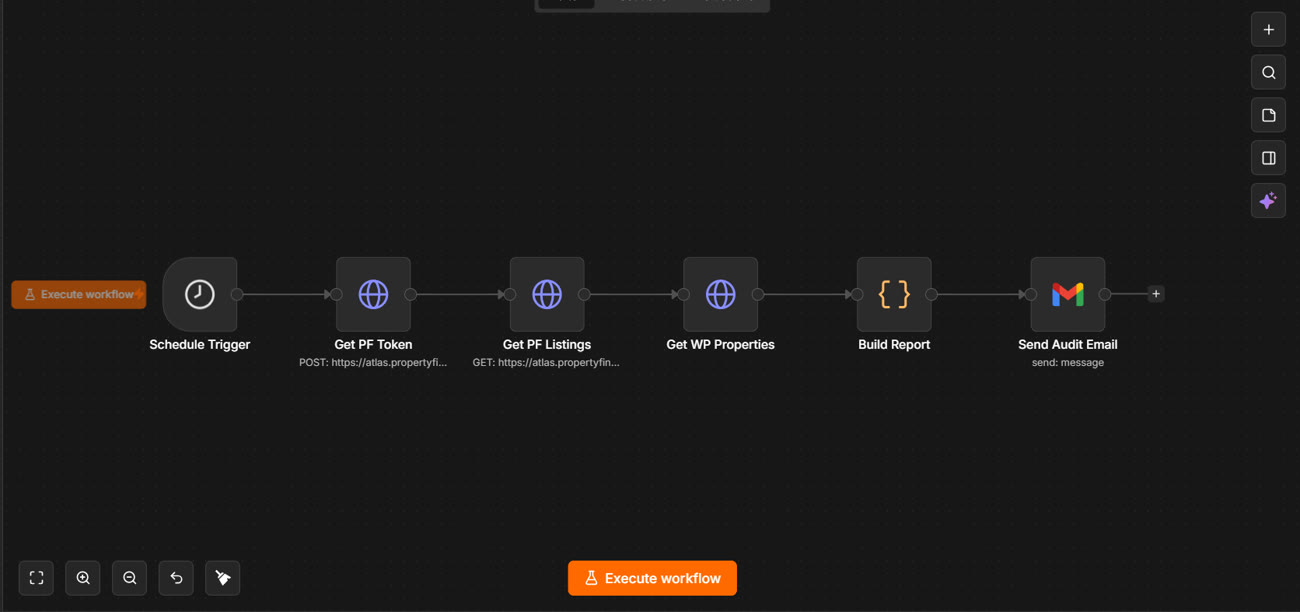 Execute workflow
Schedule Trigger
Get PF Token
POST: https://atlas.propertyfi...
Get PF Listings
GET: https://atlas.propertyfin...
Get WP Properties
Build Report
Send Audit Email
send: message
Execute workflow